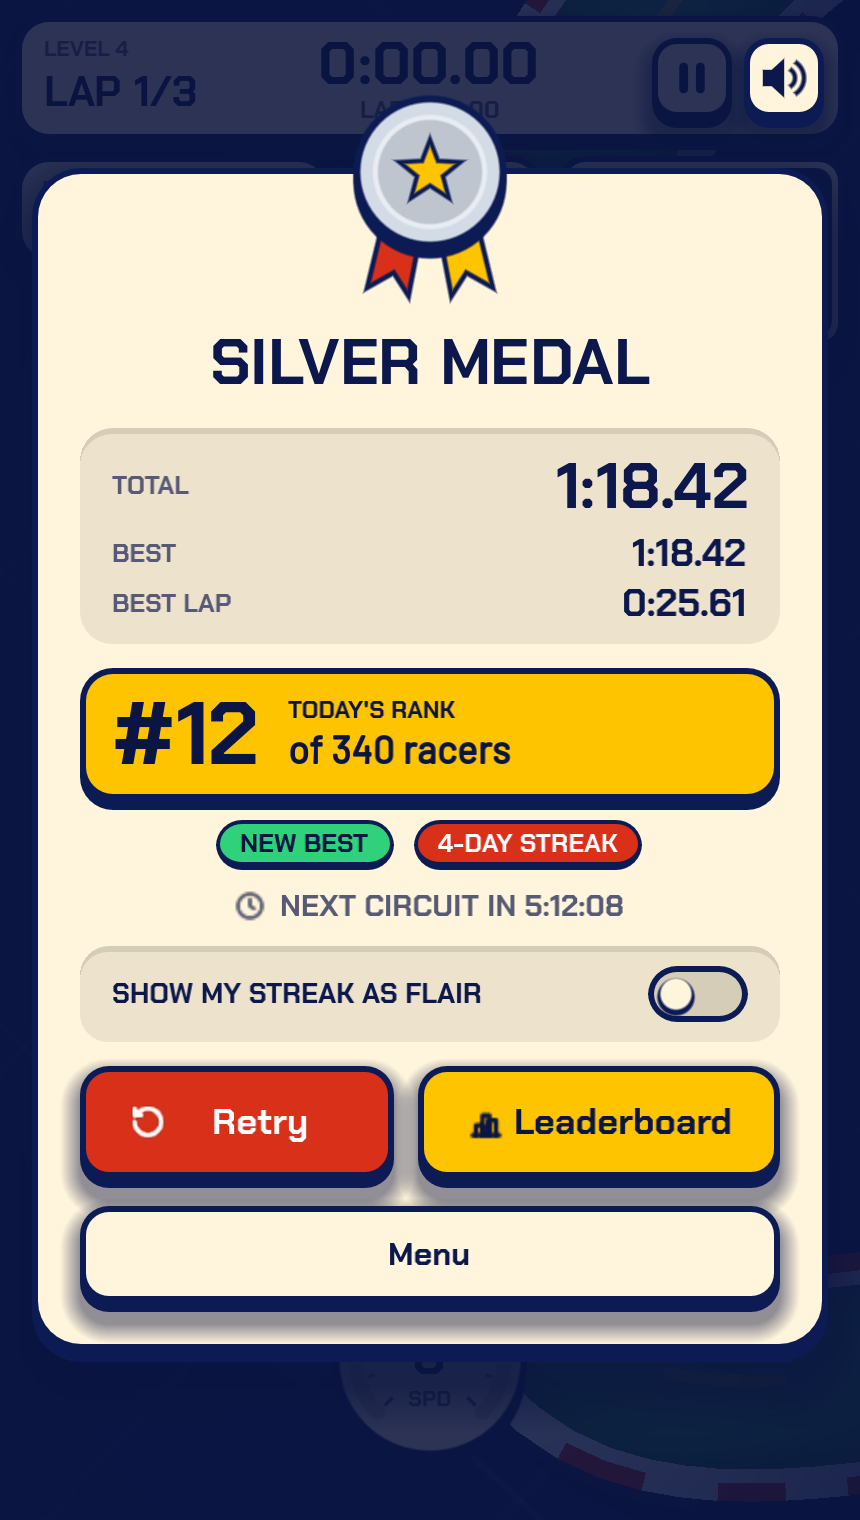 LEVEL 4
LAP 1/3
0:00.00
SILVER MEDAL
TOTAL 1:18.42
BEST 1:18.42
BEST LAP 0:25.61
#12
TODAY'S RANK
of 340 racers
NEW BEST
4-DAY STREAK
NEXT CIRCUIT IN 5:12:08
SHOW MY STREAK AS FLAIR
Retry
Leaderboard
Menu
SPD